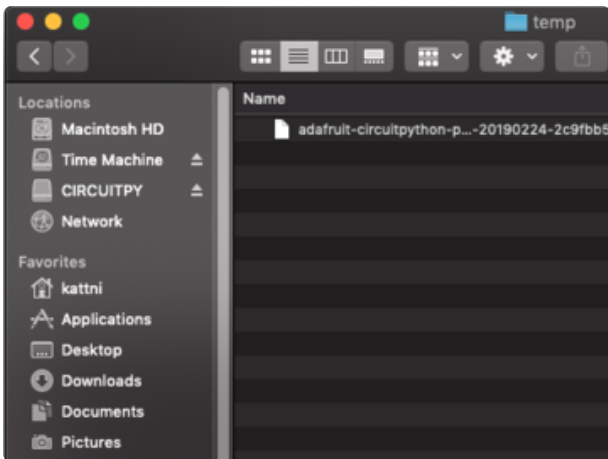 temp
Locations
Name
Macintosh HD
adafruit-circuitpython-p...-20190224-2c9fbb5
Time Machine
CIRCUITPY
Network
Favorites
kattni
Applications
Desktop
Downloads
Documents
Pictures